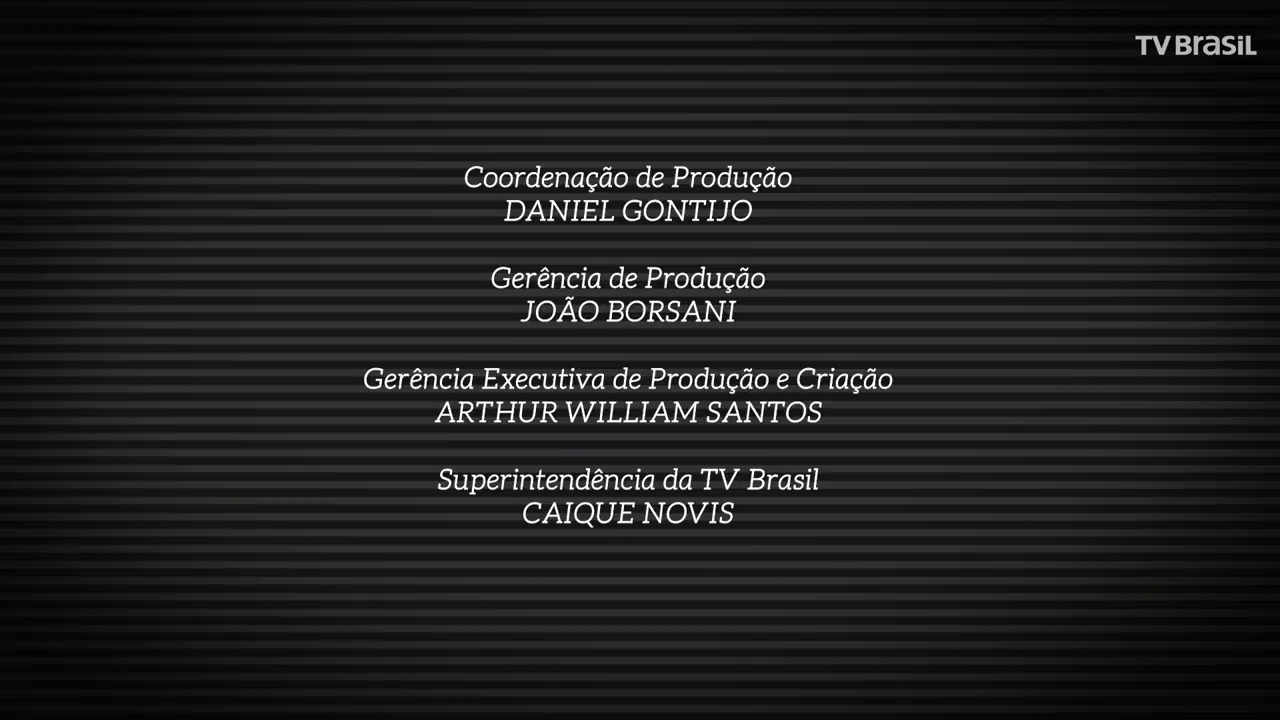 TV BRASIL
Coordenação de Produção
DANIEL GONTIJO
Gerência de Produção
JOÃO BORSANI
Gerência Executiva de Produção e Criação
ARTHUR WILLIAM SANTOS
Superintendência da TV Brasil
CAIQUE NOVIS